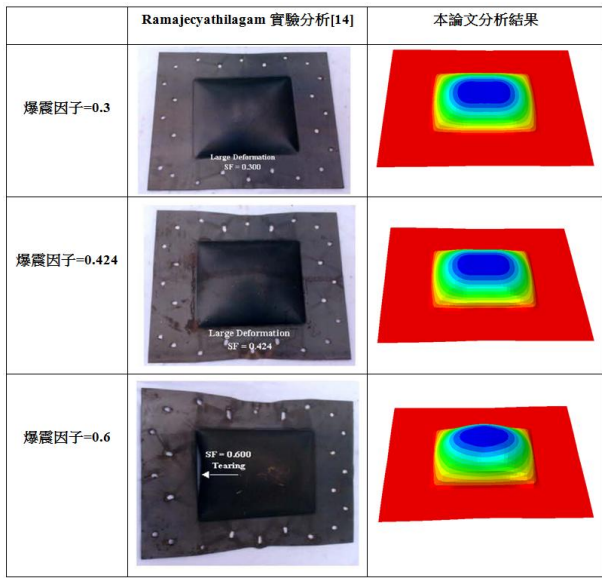 Ramajecyathilagam 實驗分析[14]
本論文分析結果
爆震因子=0.3
Large Deformation
SF = 0.300
爆震因子=0.424
Large Deformation
SF = 0.424
爆震因子=0.6
SF = 0.600
Tearing